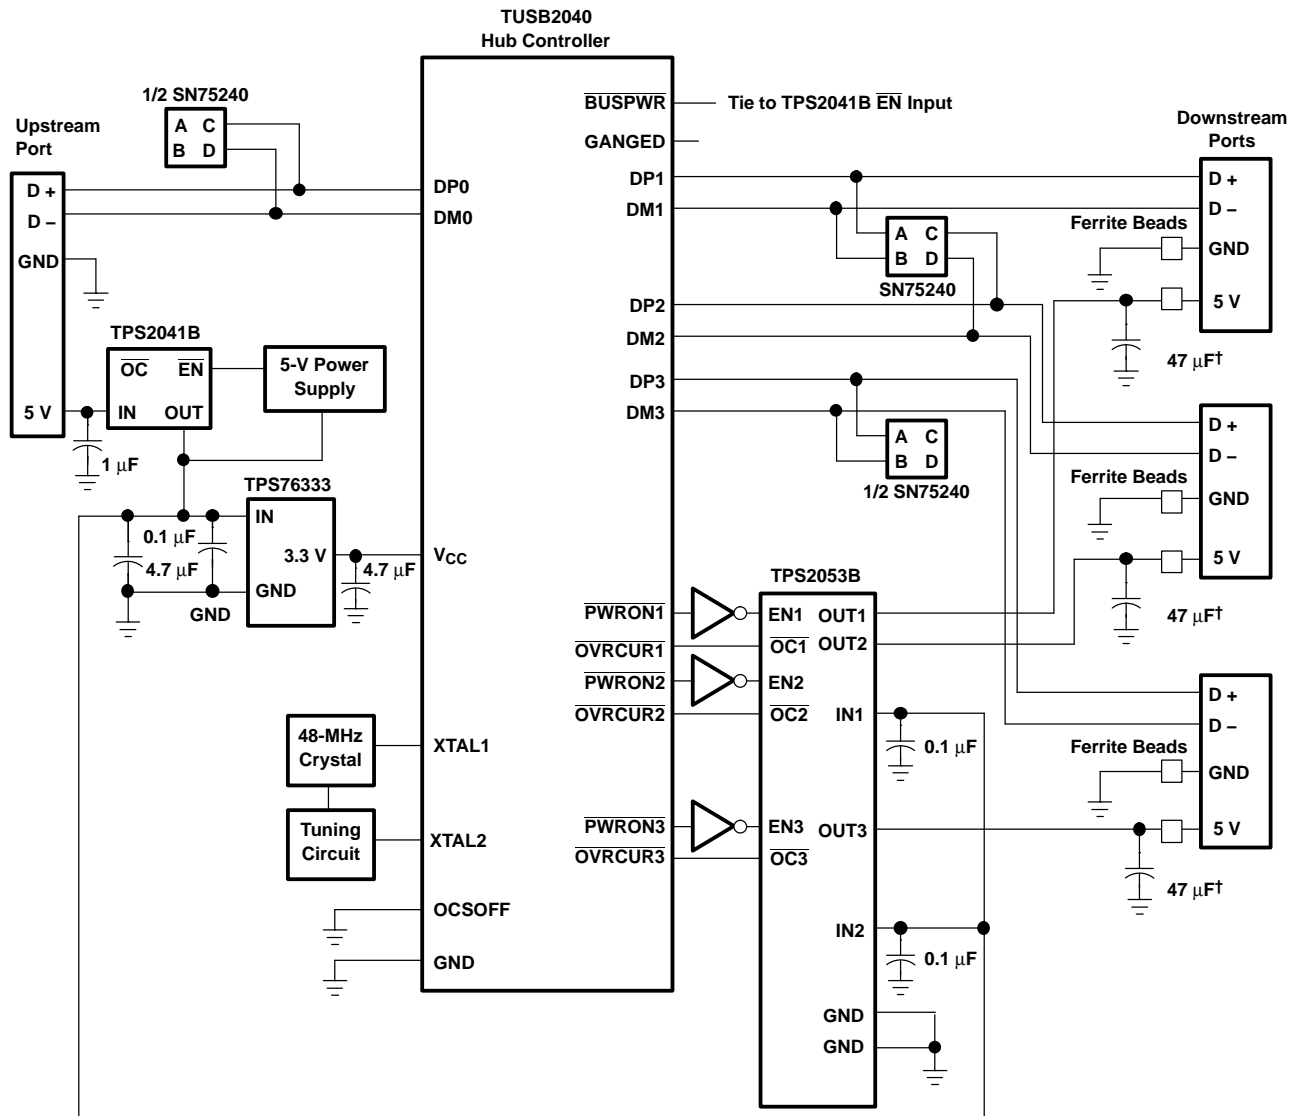 TUSB2040
Hub Controller
1/2 SN75240
A C
B D
Upstream
Port
D +
D –
GND
5 V
DP0
DM0
BUSPWR
Tie to TPS2041B EN Input
GANGED
DP1
DM1
DP2
DM2
DP3
DM3
A C
B D
SN75240
A C
B D
1/2 SN75240
Downstream
Ports
D +
D –
Ferrite Beads
GND
5 V
47 µF†
D +
D –
Ferrite Beads
GND
5 V
47 µF†
D +
D –
Ferrite Beads
GND
5 V
47 µF†
TPS2041B
OC EN
IN
OUT
5-V Power
Supply
1 µF
TPS76333
IN
0.1 µF
4.7 µF
3.3 V
GND
GND
4.7 µF
VCC
48-MHz
Crystal
XTAL1
Tuning
Circuit
XTAL2
OCSOFF
GND
PWRON1
OVRCUR1
PWRON2
OVRCUR2
PWRON3
OVRCUR3
TPS2053B
EN1
OC1
EN2
OC2
EN3
OC3
OUT1
OUT2
IN1
0.1 µF
OUT3
IN2
0.1 µF
GND
GND